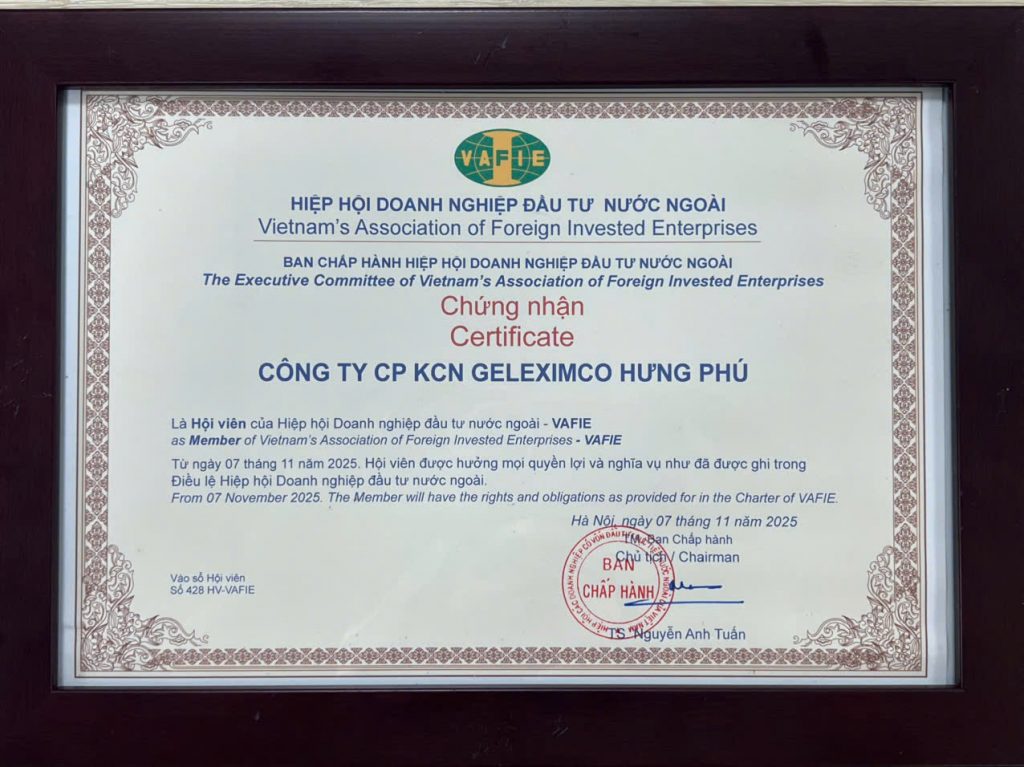 VAFIE
HIỆP HỘI DOANH NGHIỆP ĐẦU TƯ NƯỚC NGOÀI
Vietnam's Association of Foreign Invested Enterprises
BAN CHẤP HÀNH HIỆP HỘI DOANH NGHIỆP ĐẦU TƯ NƯỚC NGOÀI
The Executive Committee of Vietnam's Association of Foreign Invested Enterprises
Chứng nhận
Certificate
CÔNG TY CP KCN GELEXIMCO HƯNG PHÚ
Là Hội viên của Hiệp hội Doanh nghiệp đầu tư nước ngoài - VAFIE
as Member of Vietnam's Association of Foreign Invested Enterprises - VAFIE
Từ ngày 07 tháng 11 năm 2025. Hội viên được hưởng mọi quyền lợi và nghĩa vụ như đã được ghi trong
Điều lệ Hiệp hội Doanh nghiệp đầu tư nước ngoài.
From 07 November 2025. The Member will have the rights and obligations as provided for in the Charter of VAFIE.
Hà Nội, ngày 07 tháng 11 năm 2025
TM. Ban Chấp hành
Chủ tịch / Chairman
BAN
CHẤP HÀNH
Vào sổ Hội viên
Số 428 HV-VAFIE
TS. Nguyễn Anh Tuấn